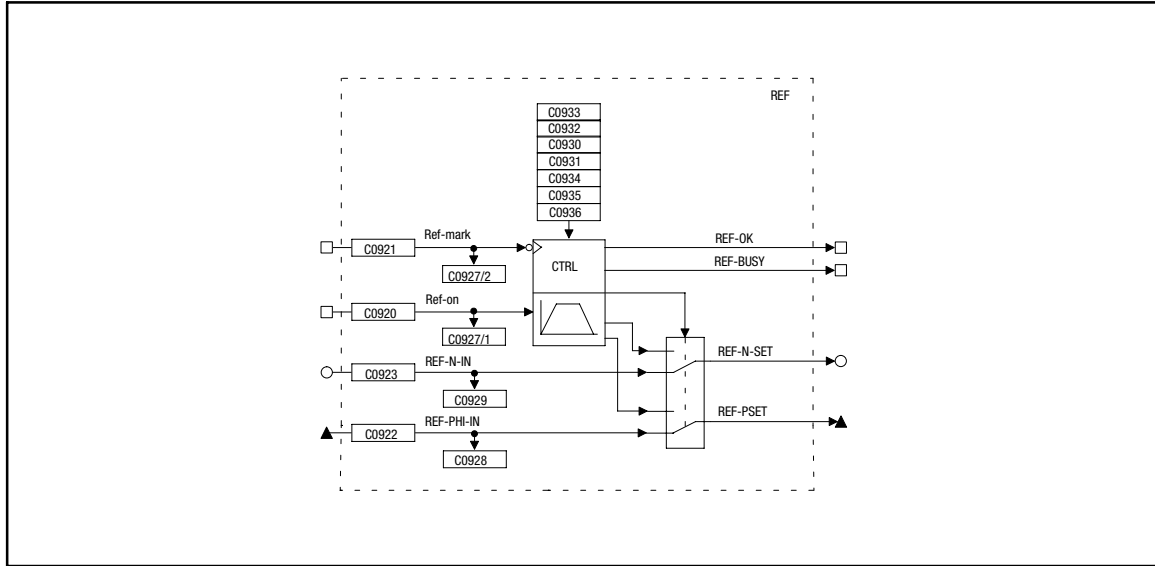 REF
C0933
C0932
C0930
C0931
C0934
C0935
C0936
C0921
Ref-mark
C0927/2
CTRL
REF-OK
REF-BUSY
C0920
Ref-on
C0927/1
C0923
REF-N-IN
C0929
REF-N-SET
C0922
REF-PHI-IN
C0928
REF-PSET